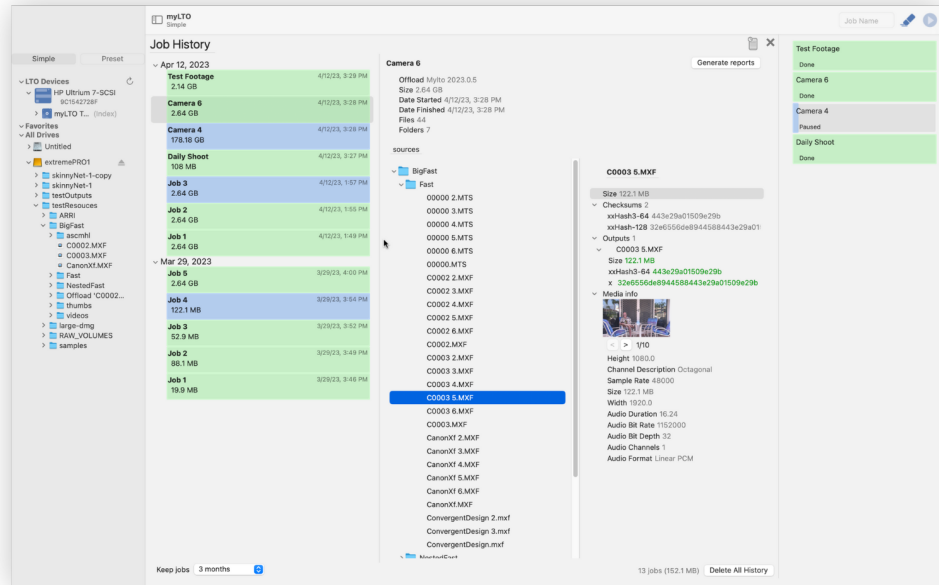 myLTO
Simple
Job Name
Simple
Preset
LTO Devices
HP Ultrium 7-SCSI
9C1542728F
myLTO T... (index)
Favorites
All Drives
Untitled
extremePRO1
skinnyNet-1-copy
skinnyNet-1
testOutputs
testResouces
ARRI
BigFast
ascmhl
C0002.MXF
C0003.MXF
CanonXf.MXF
Fast
NestedFast
Offload 'C0002...
thumbs
videos
large-dmg
RAW_VOLUMES
samples
Job History
Apr 12, 2023
Test Footage 4/12/23, 3:29 PM
2.14 GB
Camera 6 4/12/23, 3:28 PM
2.64 GB
Camera 4 4/12/23, 3:28 PM
178.18 GB
Daily Shoot 4/12/23, 3:27 PM
108 MB
Job 3 4/12/23, 1:57 PM
2.64 GB
Job 2 4/12/23, 1:55 PM
2.64 GB
Job 1 4/12/23, 1:49 PM
2.64 GB
Mar 29, 2023
Job 5 3/29/23, 4:00 PM
2.64 GB
Job 4 3/29/23, 3:54 PM
122.1 MB
Job 3 3/29/23, 3:52 PM
52.9 MB
Job 2 3/29/23, 3:49 PM
88.1 MB
Job 1 3/29/23, 3:46 PM
19.9 MB
Keep jobs 3 months
Camera 6
Generate reports
Offload Mylto 2023.0.5
Size 2.64 GB
Date Started 4/12/23, 3:28 PM
Date Finished 4/12/23, 3:28 PM
Files 44
Folders 7
sources
BigFast
Fast
00000 2.MTS
00000 3.MTS
00000 4.MTS
00000 5.MTS
00000 6.MTS
00000.MTS
C0002 2.MXF
C0002 3.MXF
C0002 4.MXF
C0002 5.MXF
C0002 6.MXF
C0002.MXF
C0003 2.MXF
C0003 3.MXF
C0003 4.MXF
C0003 5.MXF
C0003 6.MXF
C0003.MXF
CanonXf 2.MXF
CanonXf 3.MXF
CanonXf 4.MXF
CanonXf 5.MXF
CanonXf 6.MXF
CanonXf.MXF
ConvergentDesign 2.mxf
ConvergentDesign 3.mxf
ConvergentDesign.mxf
NestedFast
C0003 5.MXF
Size 122.1 MB
Checksums 2
xxHash3-64 443e29a01509e29b
xxHash-128 32e6556de8944588443e29a01
Outputs 1
C0003 5.MXF
Size 122.1 MB
xxHash3-64 443e29a01509e29b
x 32e6556de8944588443e29a01509e29b
Media info
< > 1/10
Height 1080.0
Channel Description Octagonal
Sample Rate 48000
Size 122.1 MB
Width 1920.0
Audio Duration 16.24
Audio Bit Rate 1152000
Audio Bit Depth 32
Audio Channels 1
Audio Format Linear PCM
13 jobs (152.1 MB)
Delete All History
Test Footage
Done
Camera 6
Done
Camera 4
Paused
Daily Shoot
Done